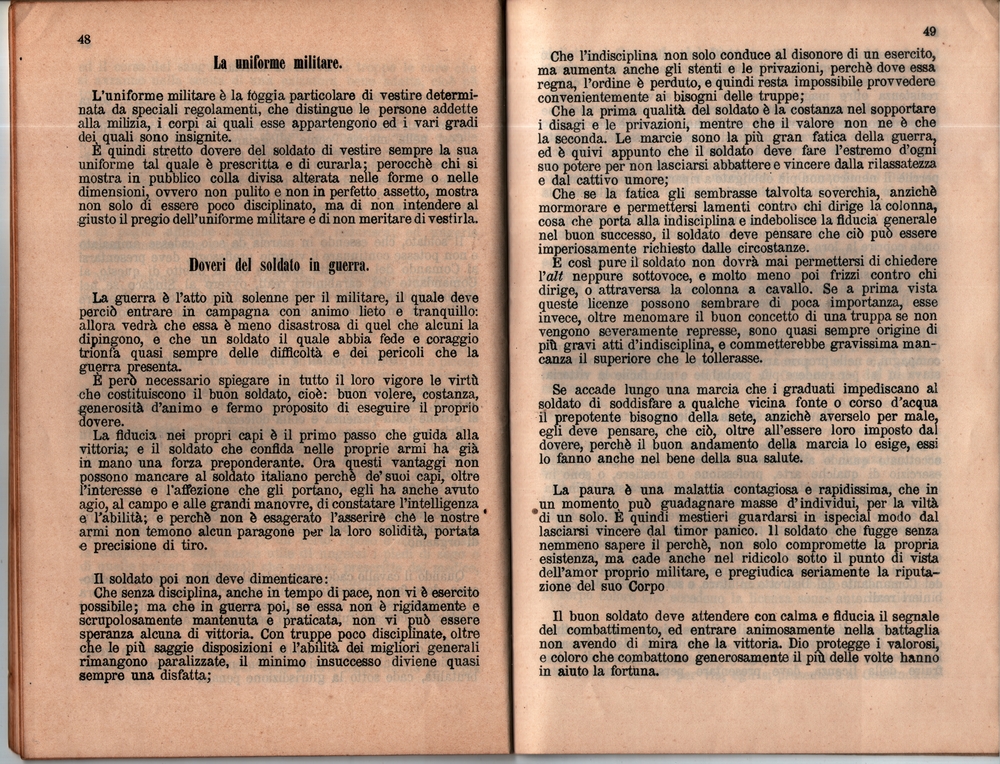 48
La uniforme militare.
L'uniforme militare è la foggia particolare di vestire determi-
nata da speciali regolamenti, che distingue le persone addette
alla milizia, i corpi ai quali esse appartengono ed i vari gradi
dei quali sono insignite.
È quindi stretto dovere del soldato di vestire sempre la sua
uniforme tal quale è prescritta e di curarla; perocchè chi si
mostra in pubblico colla divisa alterata nelle forme o nelle
dimensioni, ovvero non pulito e non in perfetto assetto, mostra
non solo di essere poco disciplinato, ma di non intendere al
giusto il pregio dell'uniforme militare e di non meritare di vestirla.
Doveri del soldato in guerra.
La guerra è l'atto più solenne per il militare, il quale deve
perciò entrare in campagna con animo lieto e tranquillo:
allora vedrà che essa è meno disastrosa di quel che alcuni la
dipingono, e che un soldato il quale abbia fede e coraggio
trionfa quasi sempre delle difficoltà e dei pericoli che la
guerra presenta.
È però necessario spiegare in tutto il loro vigore le virtù
che costituiscono il buon soldato, cioè: buon volere, costanza,
generosità d'animo e fermo proposito di eseguire il proprio
dovere.
La fiducia nei propri capi è il primo passo che guida alla
vittoria; e il soldato che confida nelle proprie armi ha già
in mano una forza preponderante. Ora questi vantaggi non
possono mancare al soldato italiano perchè de' suoi capi, oltre
l'interesse e l'affezione che gli portano, egli ha anche avuto
agio, al campo e alle grandi manovre, di constatare l'intelligenza
e l'abilità; e perchè non è esagerato l'asserire che le nostre
armi non temono alcun paragone per la loro solidità, portata
e precisione di tiro.
Il soldato poi non deve dimenticare:
Che senza disciplina, anche in tempo di pace, non vi è esercito
possibile; ma che in guerra poi, se essa non è rigidamente e
scrupolosamente mantenuta e praticata, non vi può essere
speranza alcuna di vittoria. Con truppe poco disciplinate, oltre
che le più saggie disposizioni e l'abilità dei migliori generali
rimangono paralizzate, il minimo insuccesso diviene quasi
sempre una disfatta;
49
Che l'indisciplina non solo conduce al disonore di un esercito,
ma aumenta anche gli stenti e le privazioni, perchè dove essa
regna, l'ordine è perduto, e quindi resta impossibile provvedere
convenientemente ai bisogni delle truppe;
Che la prima qualità del soldato è la costanza nel sopportare
i disagi e le privazioni, mentre che il valore non ne è che
la seconda. Le marcie sono la più gran fatica della guerra,
ed è quivi appunto che il soldato deve fare l'estremo d'ogni
suo potere per non lasciarsi abbattere e vincere dalla rilassatezza
e dal cattivo umore;
Che se la fatica gli sembrasse talvolta soverchia, anzichè
mormorare e permettersi lamenti contro chi dirige la colonna,
cosa che porta alla indisciplina e indebolisce la fiducia generale
nel buon successo, il soldato deve pensare che ciò può essere
imperiosamente richiesto dalle circostanze.
È così pure il soldato non dovrà mai permettersi di chiedere
l'alt neppure sottovoce, e molto meno poi frizzi contro chi
dirige, o attraversa la colonna a cavallo. Se a prima vista
queste licenze possono sembrare di poca importanza, esse
invece, oltre menomare il buon concetto di una truppa se non
vengono severamente represse, sono quasi sempre origine di
più gravi atti d'indisciplina, e commetterebbe gravissima man-
canza il superiore che le tollerasse.
Se accade lungo una marcia che i graduati impediscano al
soldato di soddisfare a qualche vicina fonte o corso d'acqua
il prepotente bisogno della sete, anzichè averselo per male,
egli deve pensare, che ciò, oltre all'essere loro imposto dal
dovere, perchè il buon andamento della marcia lo esige, essi
lo fanno anche nel bene della sua salute.
La paura è una malattia contagiosa e rapidissima, che in
un momento può guadagnare masse d'individui, per la viltà
di un solo. È quindi mestieri guardarsi in ispecial modo dal
lasciarsi vincere dal timor panico. Il soldato che fugge senza
nemmeno sapere il perchè, non solo compromette la propria
esistenza, ma cade anche nel ridicolo sotto il punto di vista
dell'amor proprio militare, e pregiudica seriamente la riputa-
zione del suo Corpo
Il buon soldato deve attendere con calma e fiducia il segnale
del combattimento, ed entrare animosamente nella battaglia
non avendo di mira che la vittoria. Dio protegge i valorosi,
e coloro che combattono generosamente il più delle volte hanno
in aiuto la fortuna.